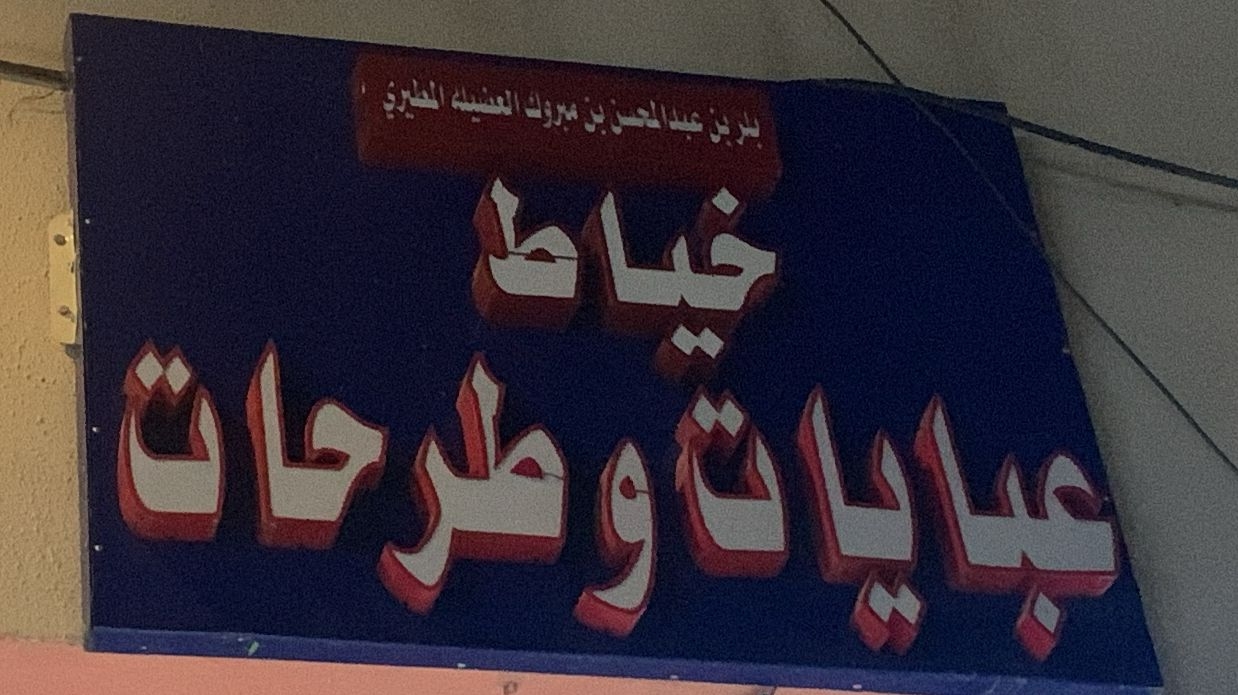 بدر بن عبدالمحسن بن مبروك العضيله المطيري
خياط
عبايات وطرحات